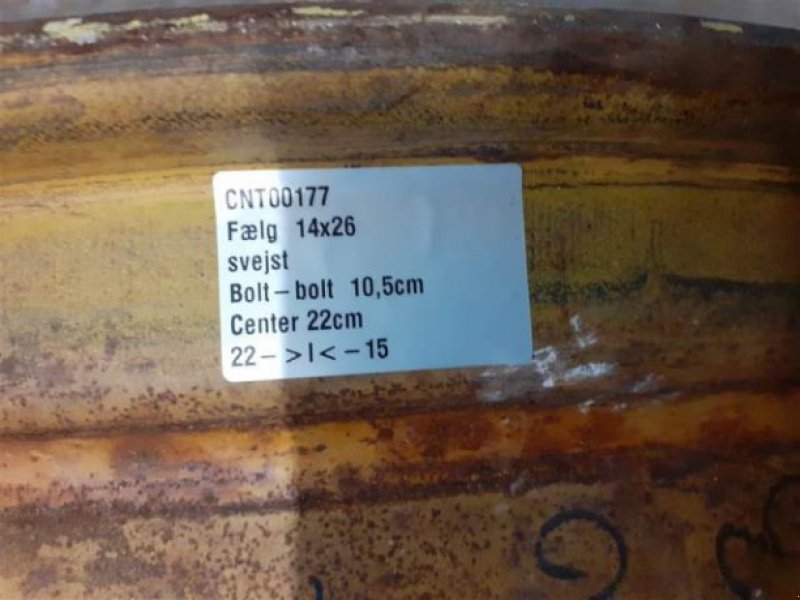 CNT00177
Fælg 14x26
svejst
Bolt–bolt 10,5cm
Center 22cm
22– >I< –15